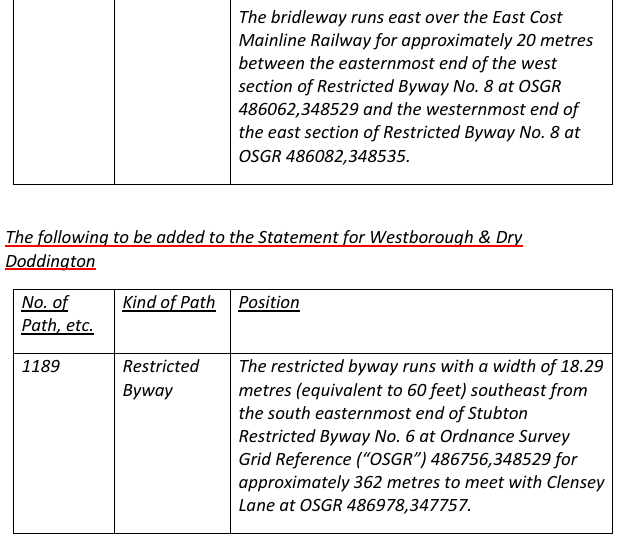 The bridleway runs east over the East Cost
Mainline Railway for approximately 20 metres
between the easternmost end of the west
section of Restricted Byway No. 8 at OSGR
486062,348529 and the westernmost end of
the east section of Restricted Byway No. 8 at
OSGR 486082,348535.
The following to be added to the Statement for Westborough & Dry
Doddington
No. of
Path, etc.
Kind of Path
Position
1189
Restricted
Byway
The restricted byway runs with a width of 18.29
metres (equivalent to 60 feet) southeast from
the south easternmost end of Stubton
Restricted Byway No. 6 at Ordnance Survey
Grid Reference (“OSGR”) 486756,348529 for
approximately 362 metres to meet with Clensey
Lane at OSGR 486978,347757.